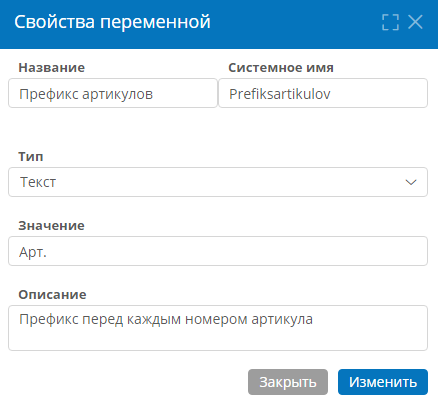 Свойства переменной
Название Системное имя
Префикс артикулов Prefiksartikulov
Тип
Текст
Значение
Арт.
Описание
Префикс перед каждым номером артикула
Закрыть Изменить